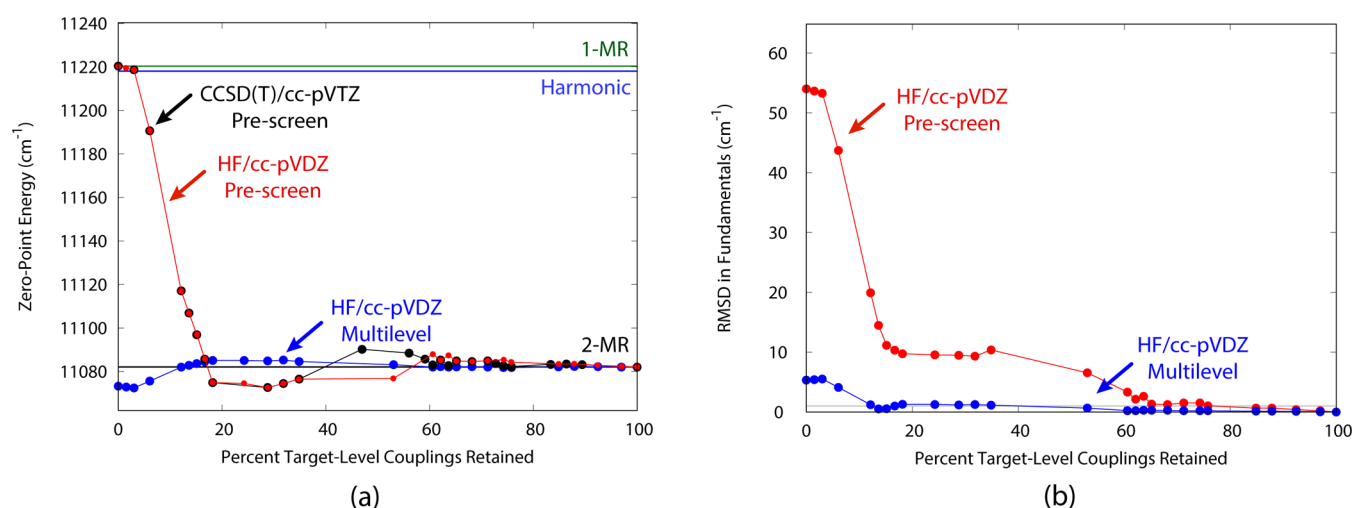 11240
11220
11200
11180
11160
11140
11120
11100
11080
0
20
40
60
80
100
Zero-Point Energy (cm-1)
Percent Target-Level Couplings Retained
1-MR
Harmonic
CCSD(T)/cc-pVTZ
Pre-screen
HF/cc-pVDZ
Pre-screen
HF/cc-pVDZ
Multilevel
2-MR
(a)
60
50
40
30
20
10
0
0
20
40
60
80
100
RMSD in Fundamentals (cm-1)
Percent Target-Level Couplings Retained
HF/cc-pVDZ
Pre-screen
HF/cc-pVDZ
Multilevel
(b)